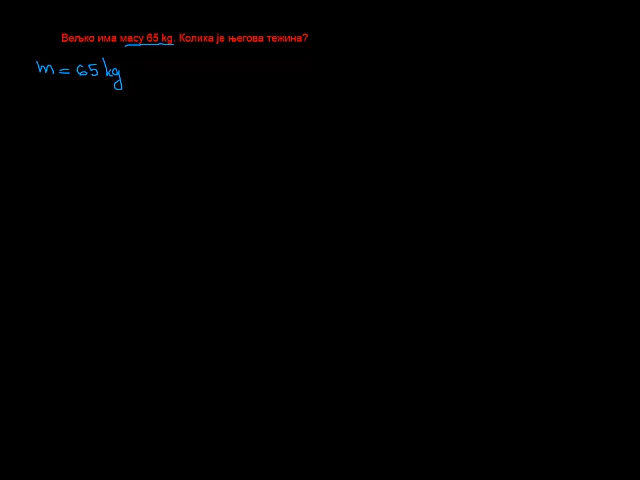 Вељко има масу 65 kg. Колика је његова тежина?
m = 65 kg